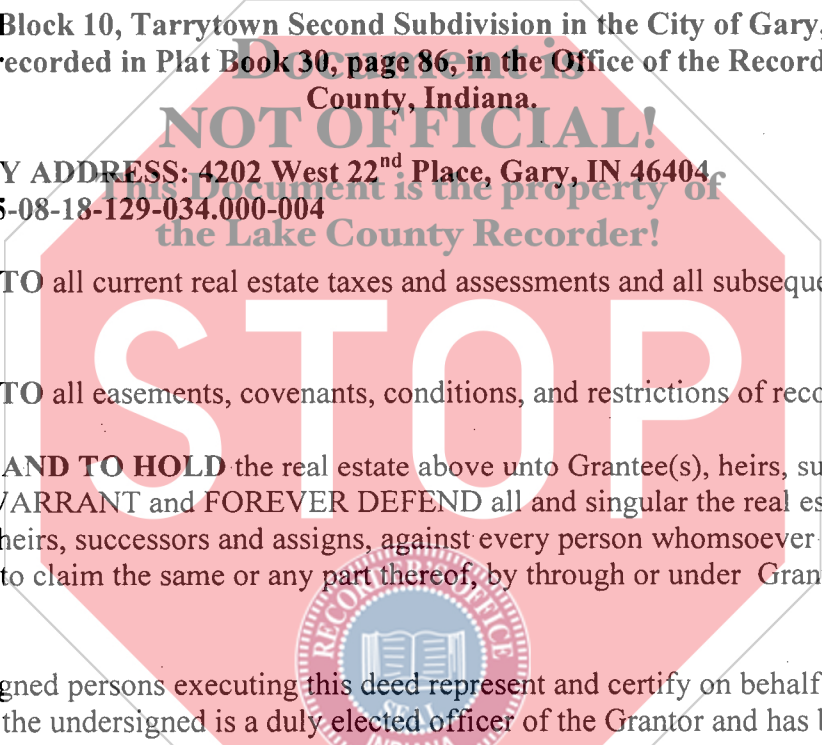 Block 10, Tarrytown Second Subdivision in the City of Gary,
recorded in Plat Book 30, page 86, in the Office of the Record
County, Indiana.
Document is
NOT OFFICIAL!
This Document is the property of
the Lake County Recorder!
Y ADDRESS: 4202 West 22nd Place, Gary, IN 46404
5-08-18-129-034.000-004
TO all current real estate taxes and assessments and all subseque
STOP
TO all easements, covenants, conditions, and restrictions of reco
AND TO HOLD the real estate above unto Grantee(s), heirs, su
WARRANT and FOREVER DEFEND all and singular the real es
heirs, successors and assigns, against every person whomsoever
to claim the same or any part thereof, by through or under Gran
RECORDER'S OFFICE
SEAL
INDIANA
gned persons executing this deed represent and certify on behalf
the undersigned is a duly elected officer of the Grantor and has b